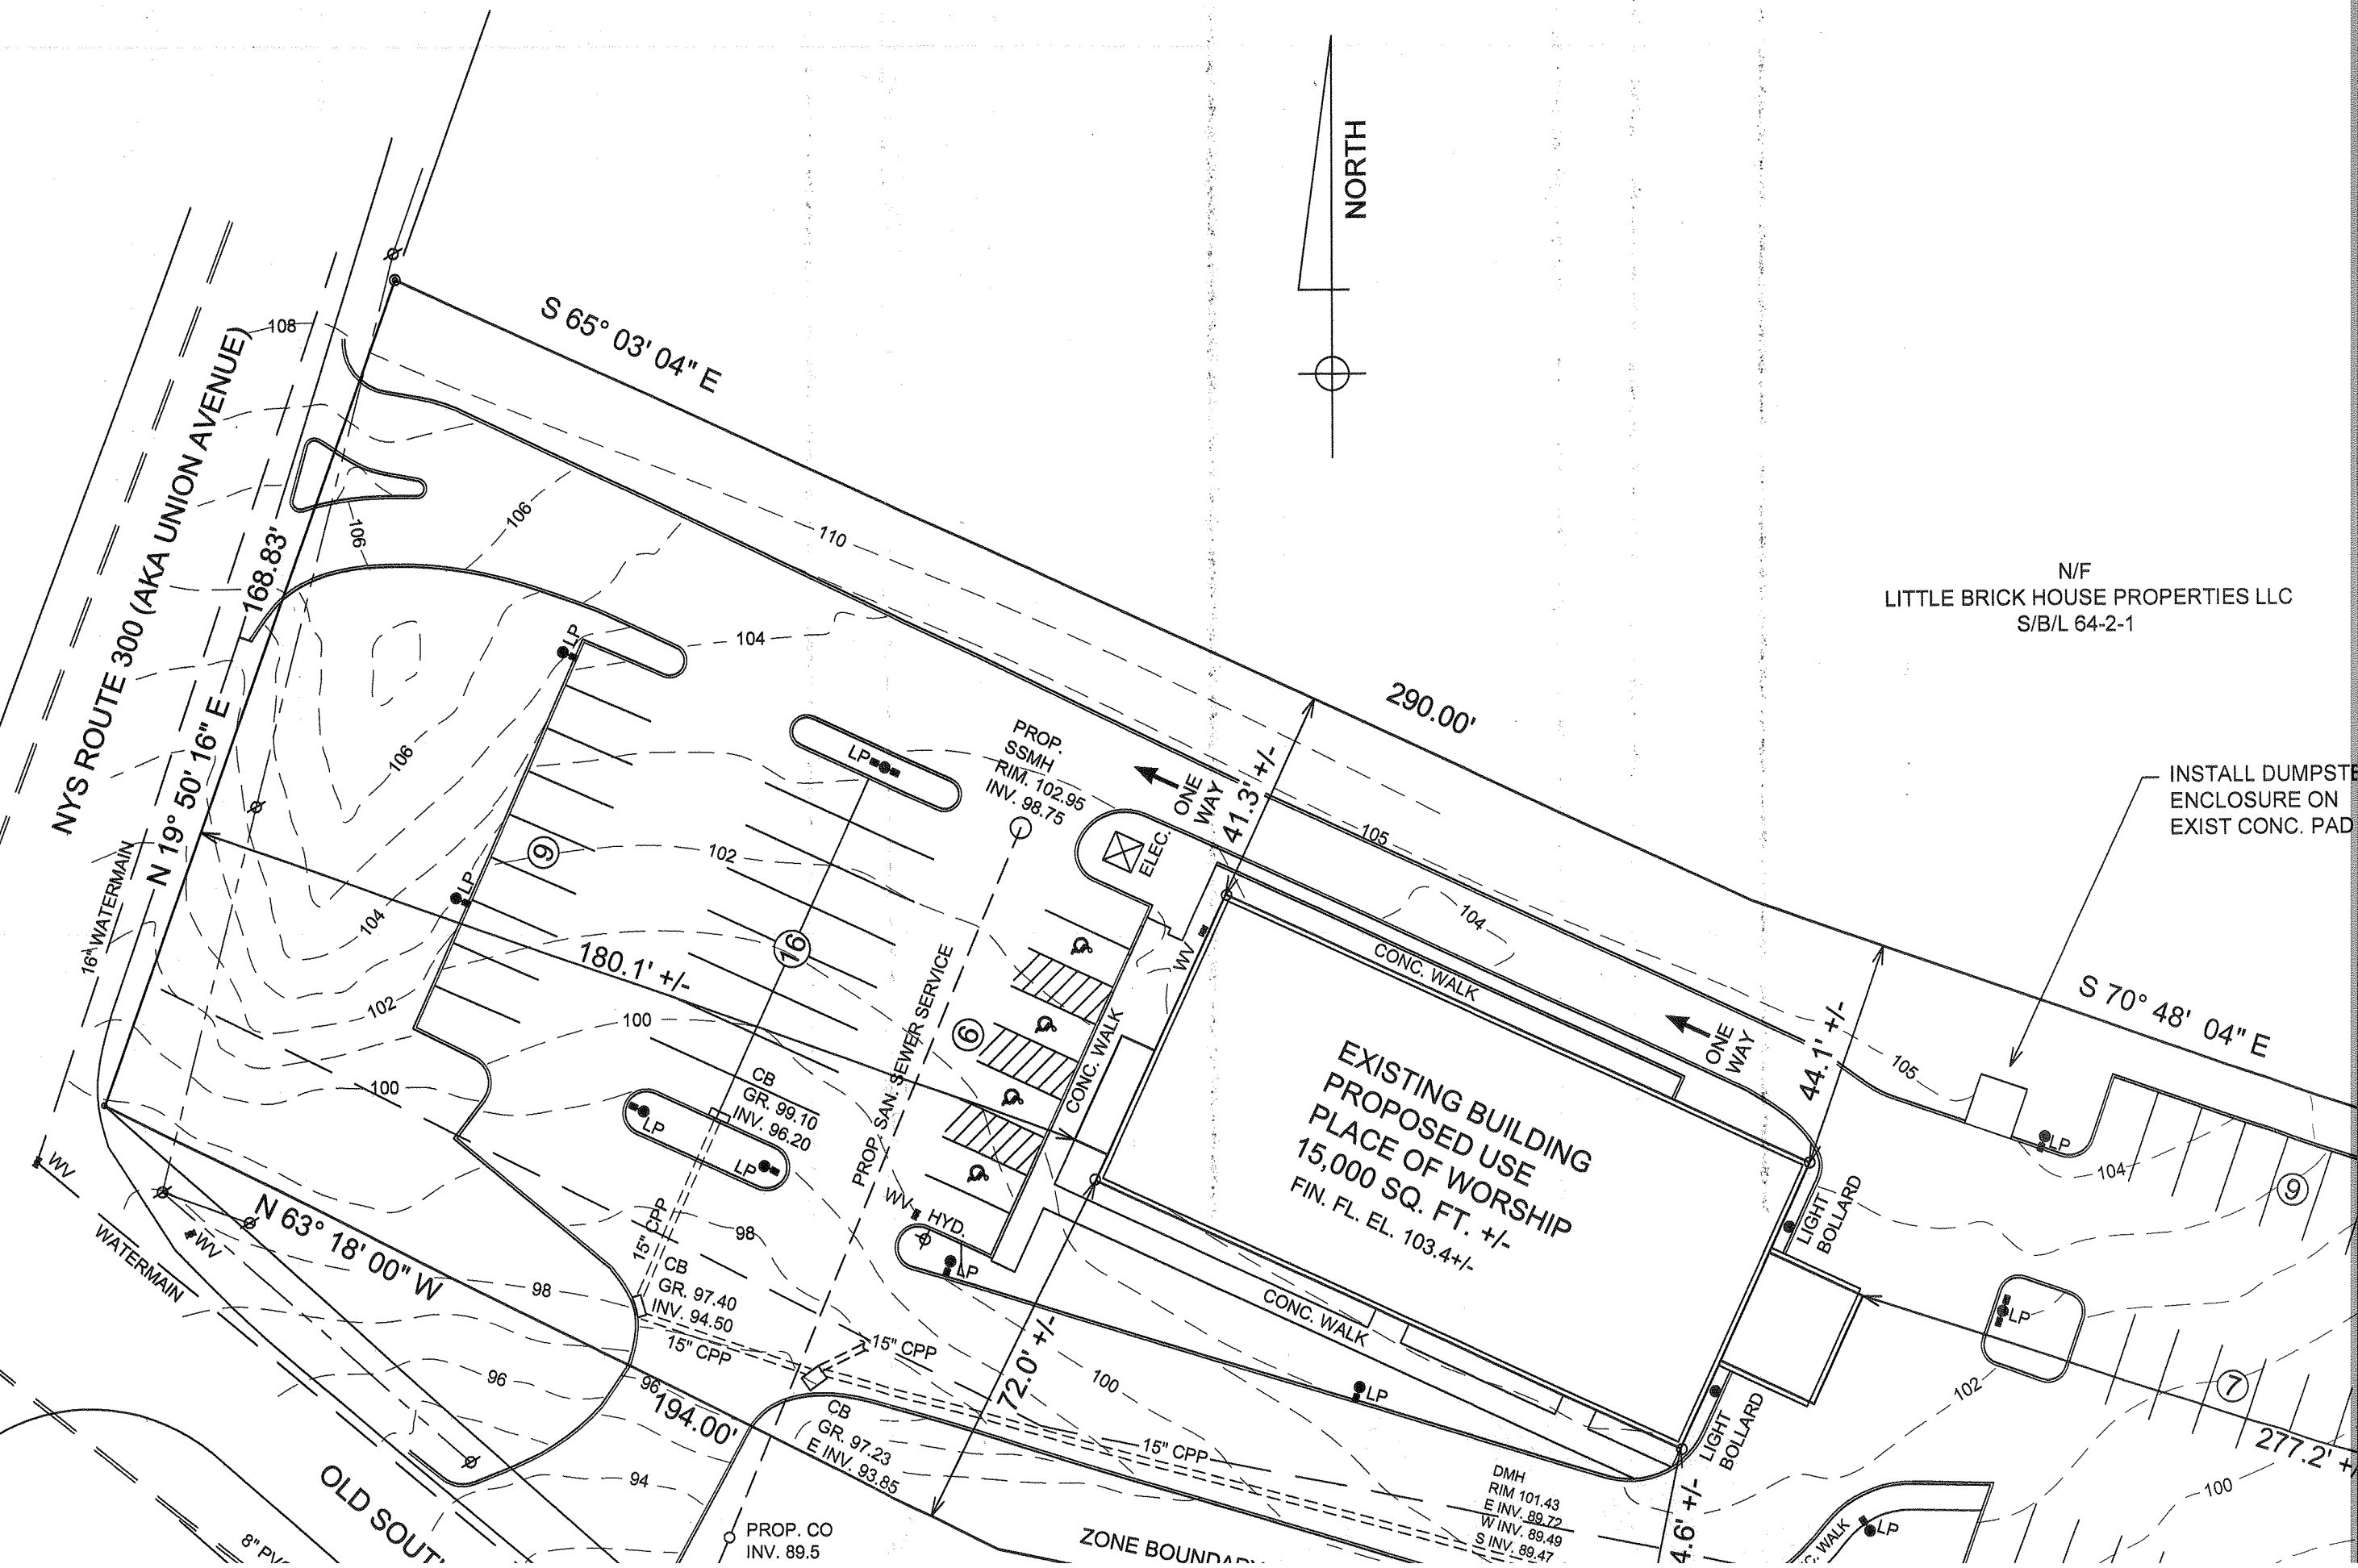 NORTH
S 65° 03' 04" E
108
NYS ROUTE 300 (AKA UNION AVENUE)
168.83'
N 19° 50' 16" E
106
106
110
N/F
LITTLE BRICK HOUSE PROPERTIES LLC
S/B/L 64-2-1
LP
104
290.00'
PROP.
SSMH
RIM. 102.95
INV. 98.75
LP
ONE
WAY
41.3' +/-
INSTALL DUMPSTE
ENCLOSURE ON
EXIST CONC. PAD
106
105
16" WATERMAIN
9
102
ELEC.
LP
104
104
180.1' +/-
16
WV
CONC. WALK
PROP. SAN. SEWER SERVICE
102
100
6
CONC. WALK
ONE
WAY
44.1' +/-
S 70° 48' 04" E
105
100
CB
GR. 99.10
INV. 96.20
LP
LP
EXISTING BUILDING
PROPOSED USE
PLACE OF WORSHIP
15,000 SQ. FT. +/-
FIN. FL. EL. 103.4+/-
LP
104
9
WV
WV
N 63° 18' 00" W
WATERMAIN
WV
HYD.
LP
98
15" CPP
LIGHT
BOLLARD
CB
GR. 97.40
INV. 94.50
98
CONC. WALK
LP
15" CPP
15" CPP
72.0' +/-
96
96
194.00'
100
LP
102
7
CB
GR. 97.23
E INV. 93.85
15" CPP
LIGHT
BOLLARD
277.2' +
94
OLD SOUT
8" PV
PROP. CO
INV. 89.5
ZONE BOUNDARY
DMH
RIM 101.43
E INV. 89.72
W INV. 89.49
S INV. 89.47
4.6' +/-
C. WALK
LP
100